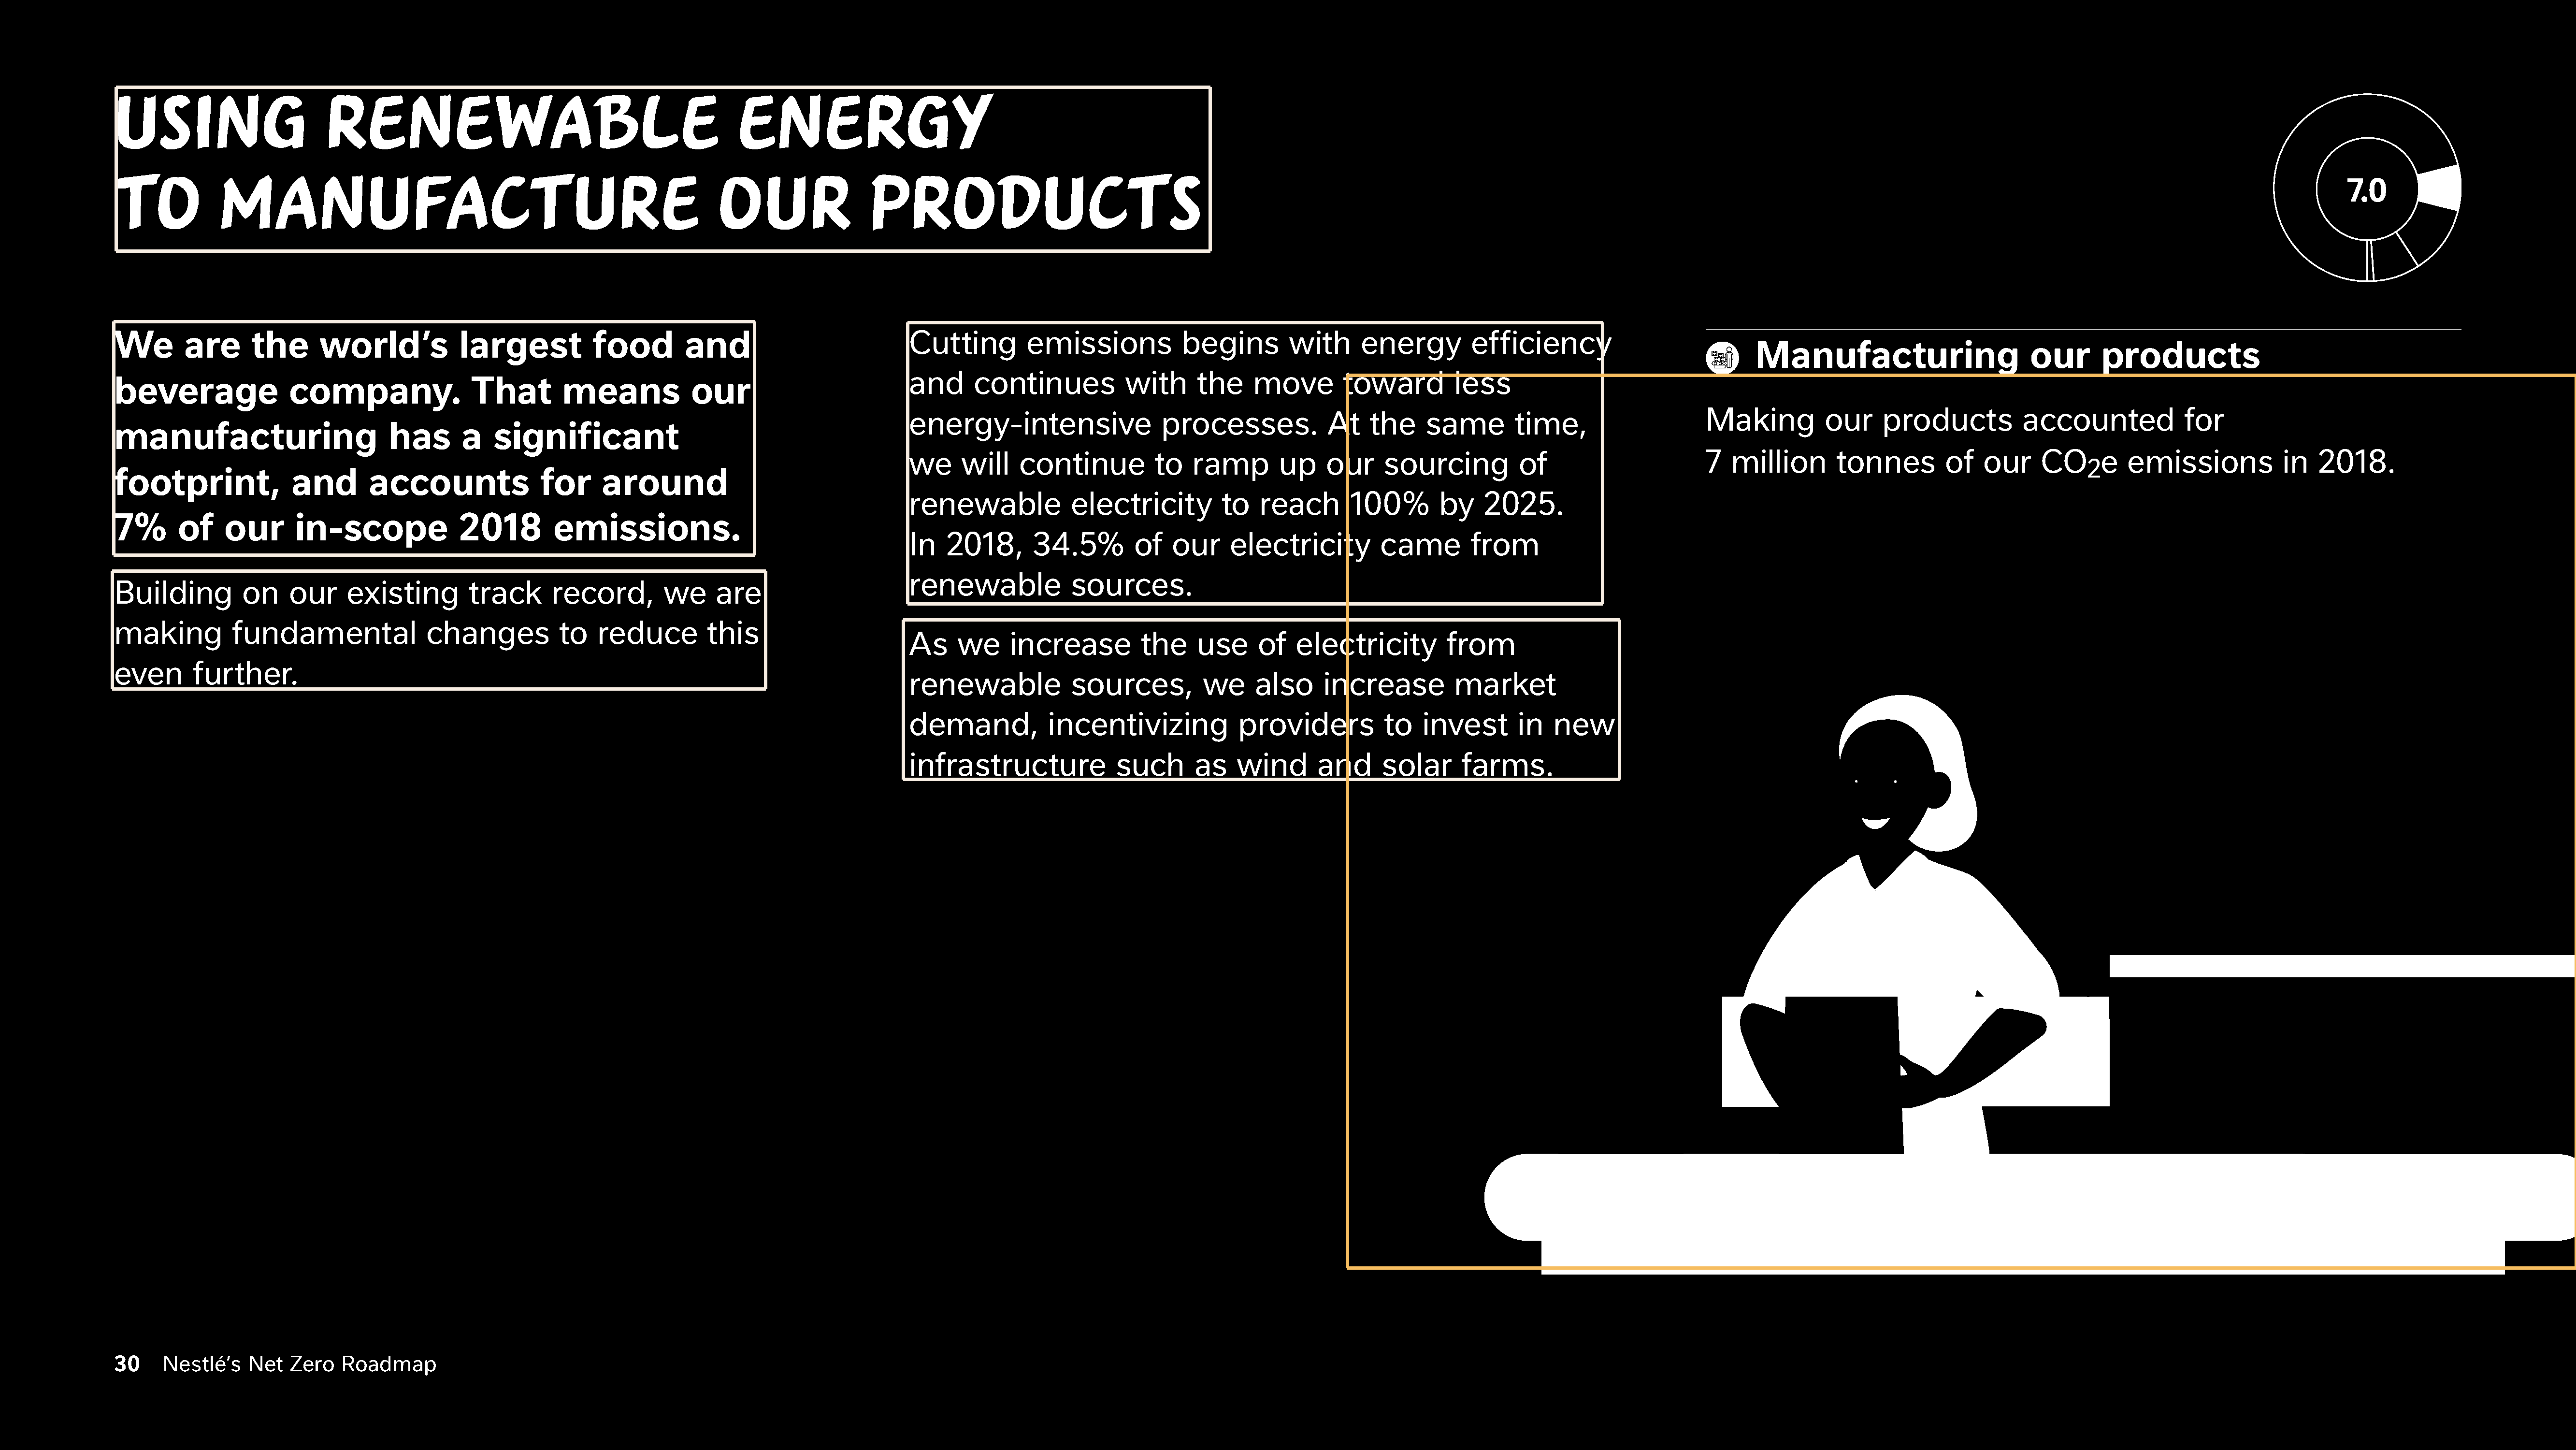 USING RENEWABLE ENERGY
TO MANUFACTURE OUR PRODUCTS
7.0
We are the world’s largest food and
beverage company. That means our
manufacturing has a significant
footprint, and accounts for around
7% of our in-scope 2018 emissions.
Building on our existing track record, we are
making fundamental changes to reduce this
even further.
Cutting emissions begins with energy efficiency
and continues with the move toward less
energy-intensive processes. At the same time,
we will continue to ramp up our sourcing of
renewable electricity to reach 100% by 2025.
In 2018, 34.5% of our electricity came from
renewable sources.
As we increase the use of electricity from
renewable sources, we also increase market
demand, incentivizing providers to invest in new
infrastructure such as wind and solar farms.
Manufacturing our products
Making our products accounted for
7 million tonnes of our CO₂e emissions in 2018.
30 Nestlé’s Net Zero Roadmap